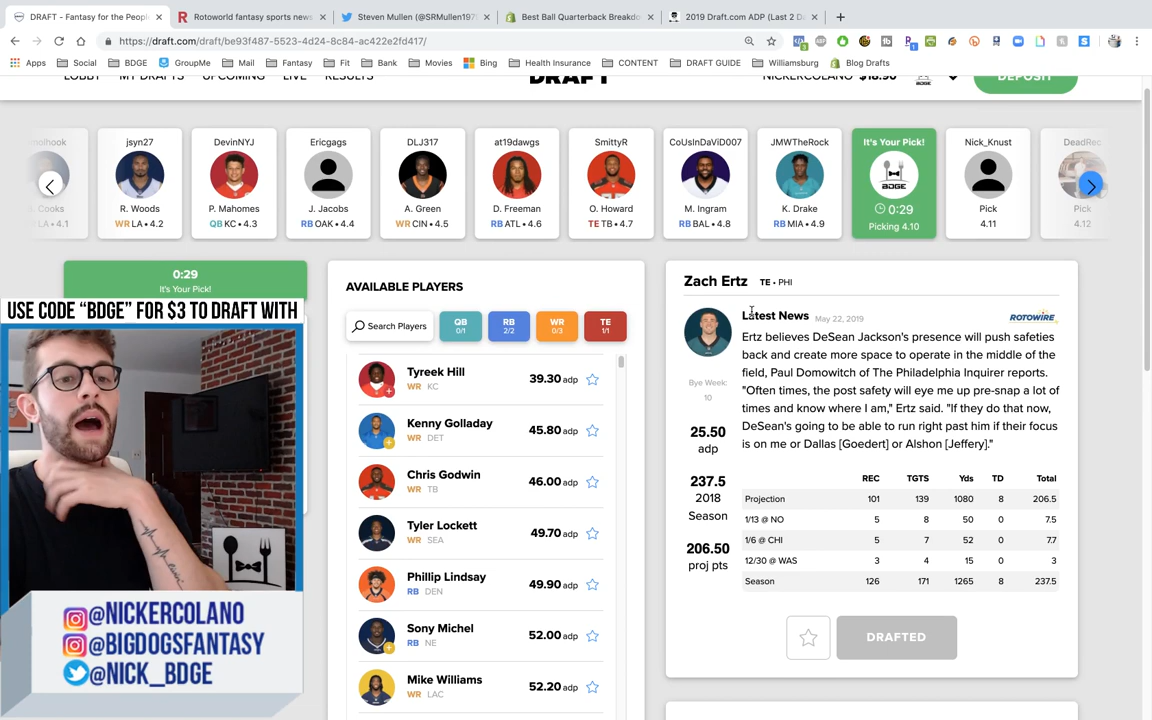 DRAFT - Fantasy for the Peopl
Rotoworld fantasy sports news
Steven Mullen (@SRMullen197
Best Ball Quarterback Breakdo
2019 Draft.com ADP (Last 2 Da
https://draft.com/draft/be93f487-5523-4d24-8c84-ac422e2fd417/
Apps Social BDGE GroupMe Mail Fantasy Fit Bank Movies Bing Health Insurance CONTENT DRAFT GUIDE Williamsburg Blog Drafts
LOBBY MY DRAFTS UPCOMING LIVE RESULTS DRAFT NICKERCOLANO $18.90 DEPOSIT
jsyn27 DevinNYJ Ericgags DLJ317 at19dawgs SmittyR CoUsInDaViD007 JMWTheRock It's Your Pick! Nick_Knust DeadRec
BDGE
0:29
Cooks R. Woods P. Mahomes J. Jacobs A. Green D. Freeman O. Howard M. Ingram K. Drake Pick Pick
LA • 4.1 WR LA • 4.2 QB KC • 4.3 RB OAK • 4.4 WR CIN • 4.5 RB ATL • 4.6 TE TB • 4.7 RB BAL • 4.8 RB MIA • 4.9 Picking 4.10 4.11 4.12
0:29
It's Your Pick!
USE CODE "BDGE" FOR $3 TO DRAFT WITH
BDGE
@NICKERCOLANO
@BIGDOGSFANTASY
@NICK_BDGE
AVAILABLE PLAYERS
Search Players
QB 0/1
RB 2/2
WR 0/3
TE 1/1
Tyreek Hill
WR KC
39.30 adp
Kenny Golladay
WR DET
45.80 adp
Chris Godwin
WR TB
46.00 adp
Tyler Lockett
WR SEA
49.70 adp
Phillip Lindsay
RB DEN
49.90 adp
Sony Michel
RB NE
52.00 adp
Mike Williams
WR LAC
52.20 adp
Zach Ertz TE • PHI
Bye Week:
10
25.50
adp
237.5
2018
Season
206.50
proj pts
Latest News May 22, 2019
ROTOWIRE
Ertz believes DeSean Jackson's presence will push safeties
back and create more space to operate in the middle of the
field, Paul Domowitch of The Philadelphia Inquirer reports.
"Often times, the post safety will eye me up pre-snap a lot of
times and know where I am," Ertz said. "If they do that now,
DeSean's going to be able to run right past him if their focus
is on me or Dallas [Goedert] or Alshon [Jeffery]."
REC TGTS Yds TD Total
Projection 101 139 1080 8 206.5
1/13 @ NO 5 8 50 0 7.5
1/6 @ CHI 5 7 52 0 7.7
12/30 @ WAS 3 4 15 0 3
Season 126 171 1265 8 237.5
DRAFTED